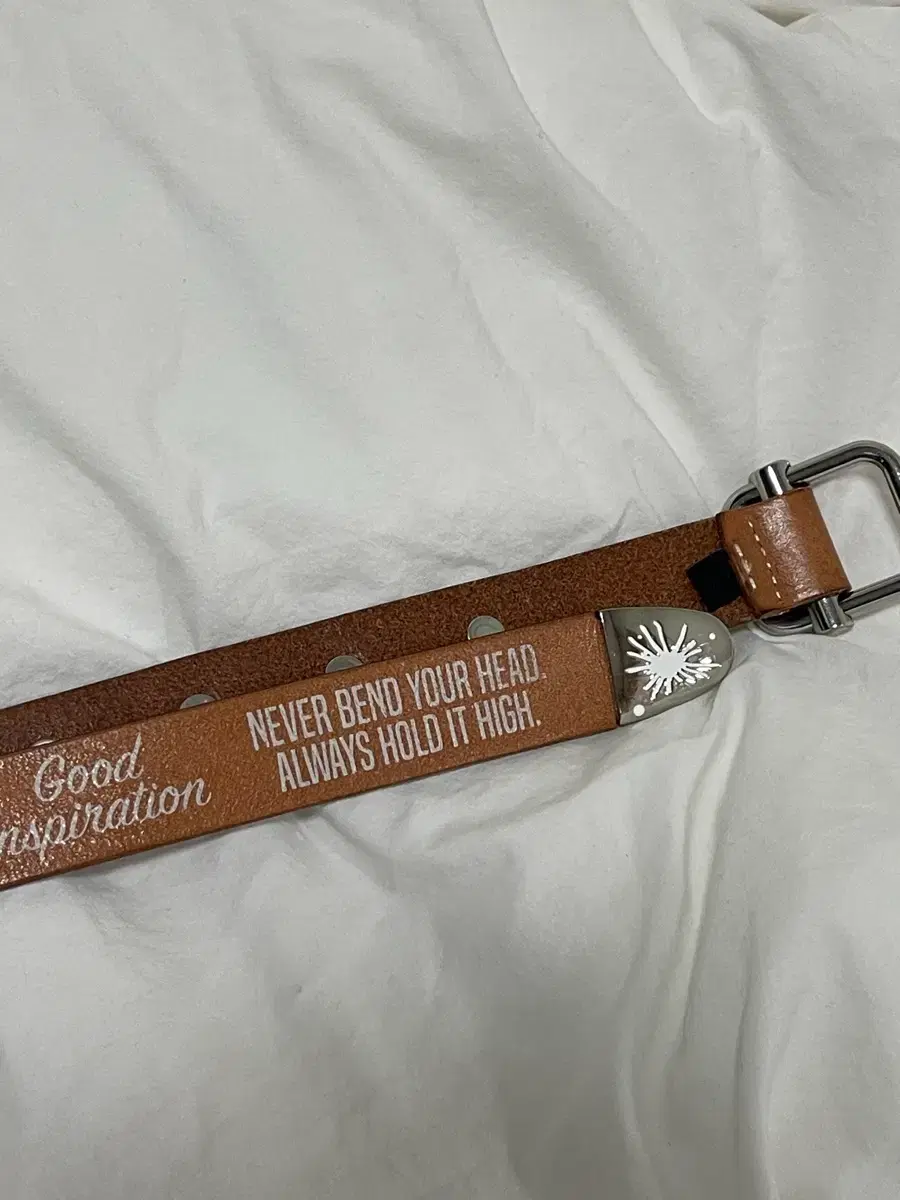 Good
nspiration
NEVER BEND YOUR HEAD.
ALWAYS HOLD IT HIGH.